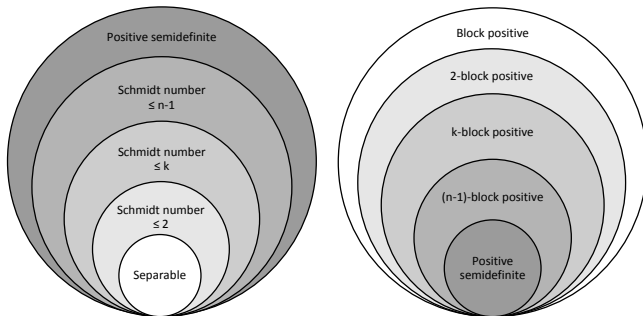 Positive semidefinite
Schmidt number
≤ n-1
Schmidt number
≤ k
Schmidt number
≤ 2
Separable
Block positive
2-block positive
k-block positive
(n-1)-block positive
Positive
semidefinite